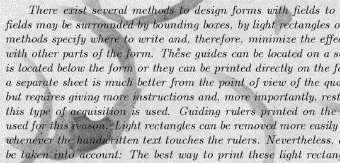 There exist several methods to design forms with fields to
fields may be surrounded by bounding boxes, by light rectangles o
methods specify where to write and, therefore, minimize the effe
with other parts of the form. These guides can be located on a s
is located below the form or they can be printed directly on the fo
a separate sheet is much better from the point of view of the qua
but requires giving more instructions and, more importantly, rest
this type of acquisition is used. Guiding rulers printed on the
used for this reason. Light rectangles can be removed more easily
whenever the handwritten text touches the rulers. Nevertheless,
be taken into account: The best way to print these light rectan